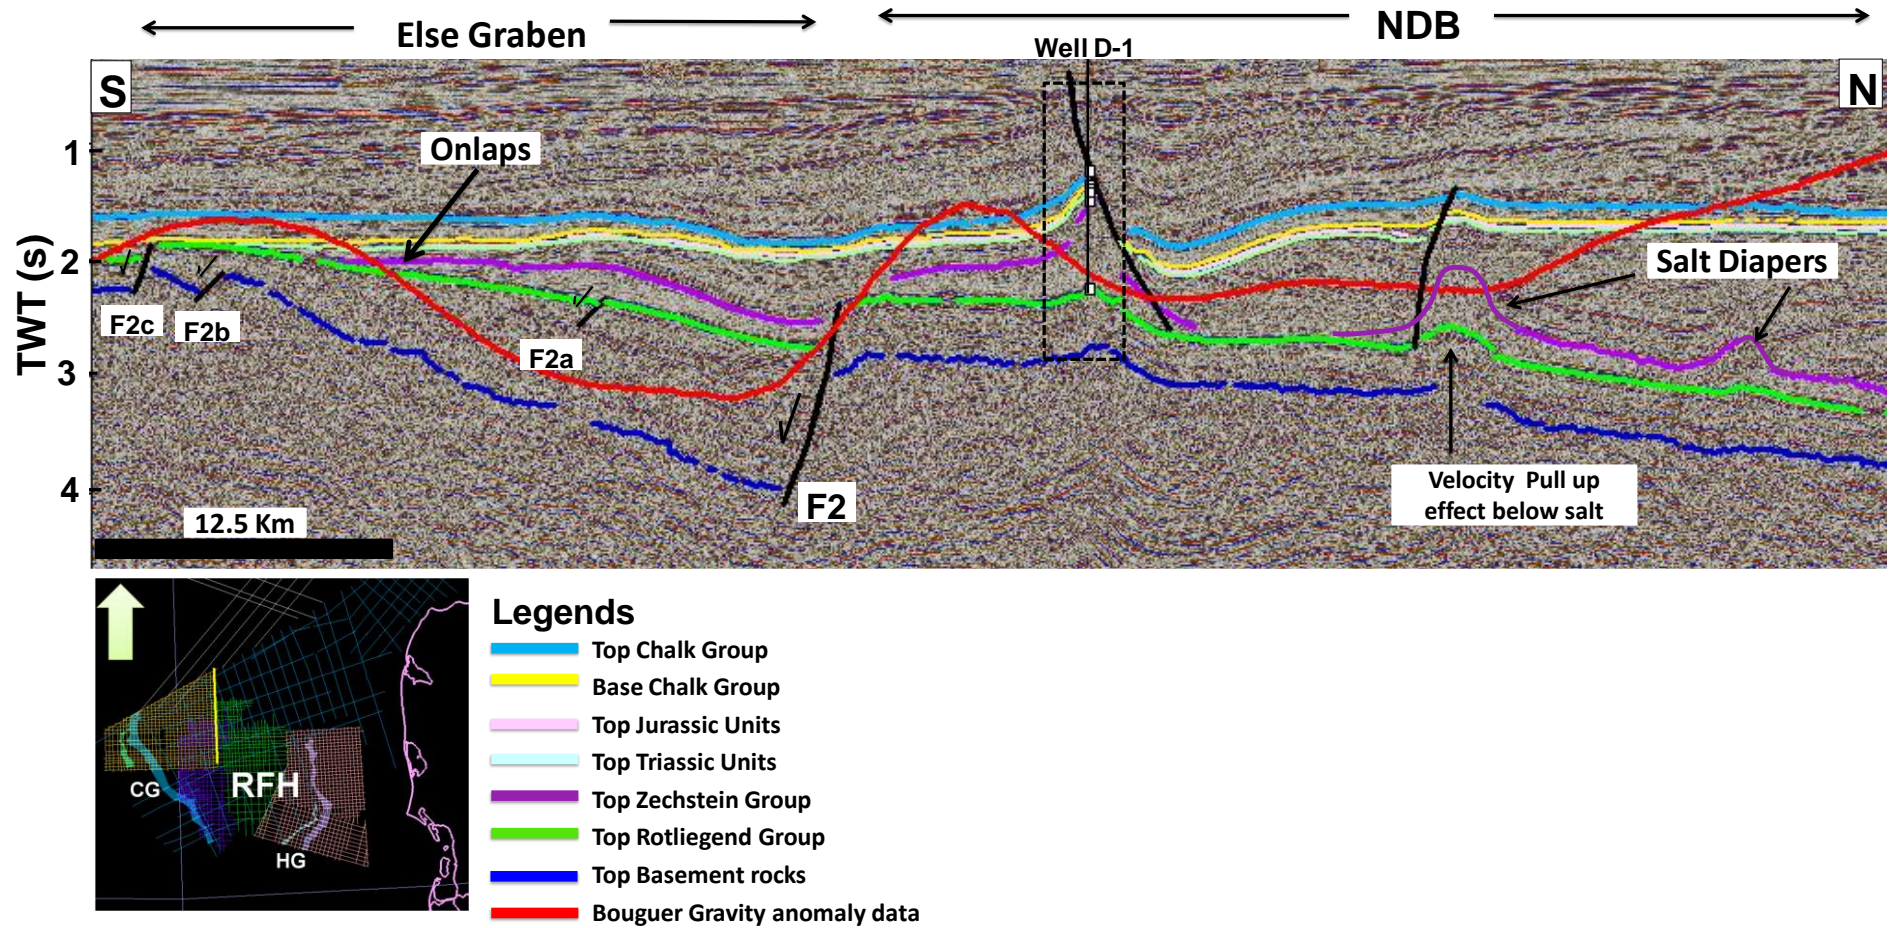 Else Graben
NDB
Well D-1
S
N
Onlaps
1
2
3
4
TWT (s)
Salt Diapers
F2c
F2b
F2a
F2
Velocity Pull up
effect below salt
12.5 Km
CG
RFH
HG
Legends
Top Chalk Group
Base Chalk Group
Top Jurassic Units
Top Triassic Units
Top Zechstein Group
Top Rotliegend Group
Top Basement rocks
Bouguer Gravity anomaly data